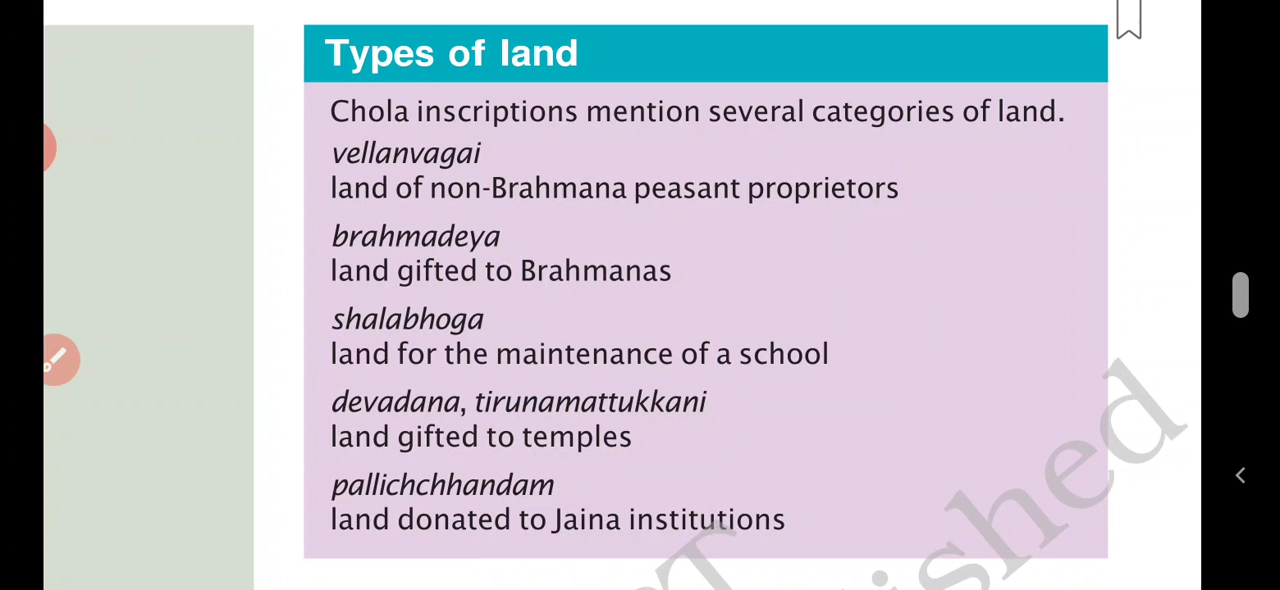 Types of land
Chola inscriptions mention several categories of land.
vellanvagai
land of non-Brahmana peasant proprietors
brahmadeya
land gifted to Brahmanas
shalabhoga
land for the maintenance of a school
devadana, tirunamattukkani
land gifted to temples
pallichchhandam
land donated to Jaina institutions